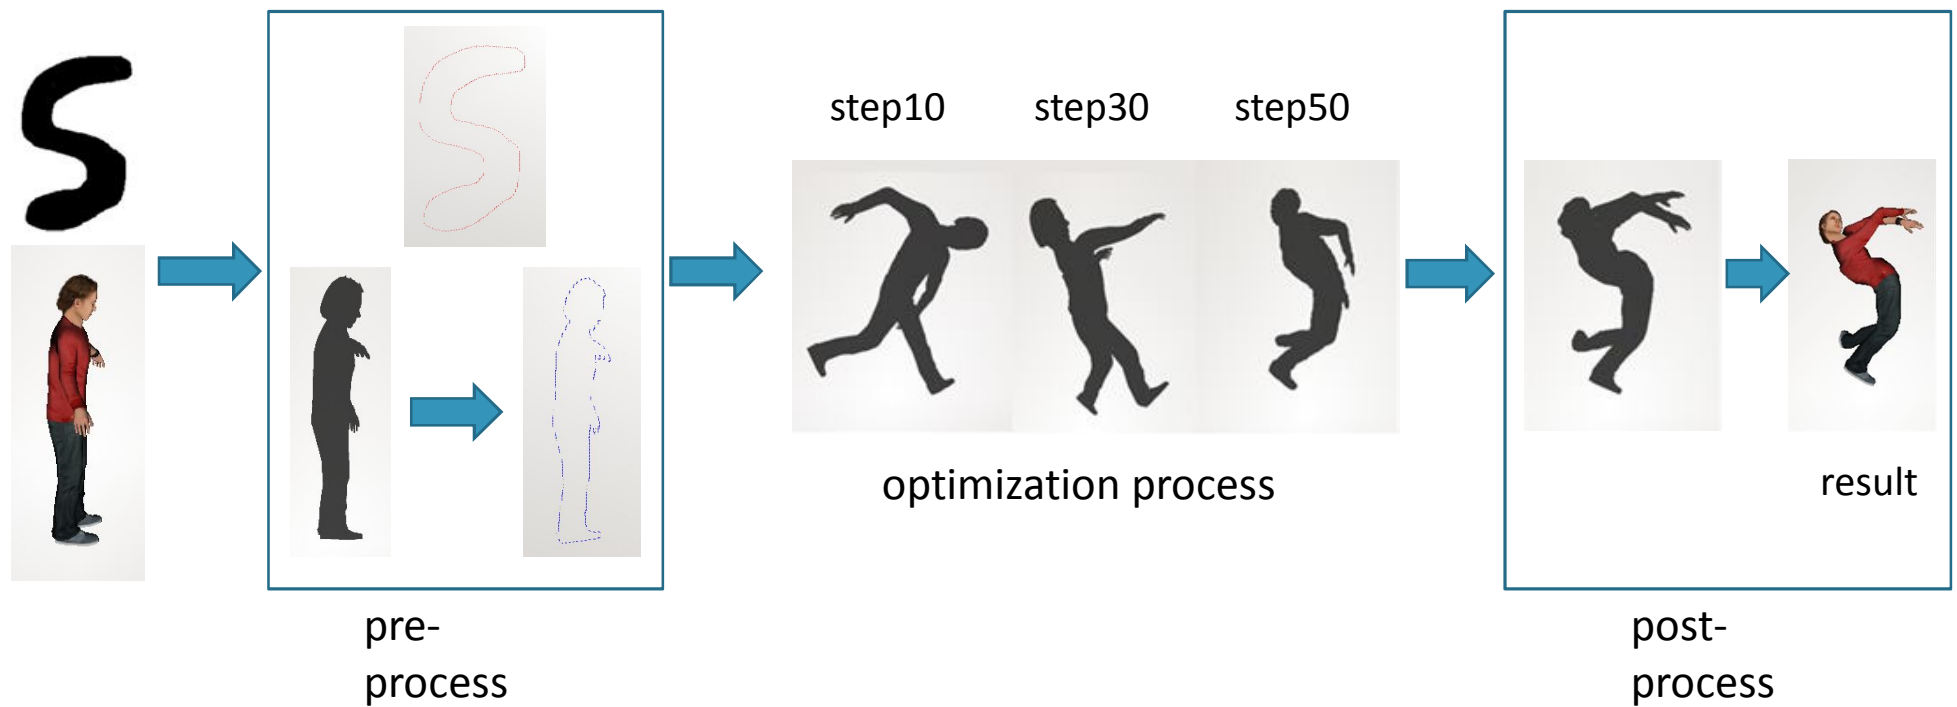 S
step10 step30 step50
optimization process
result
pre-
process
post-
process